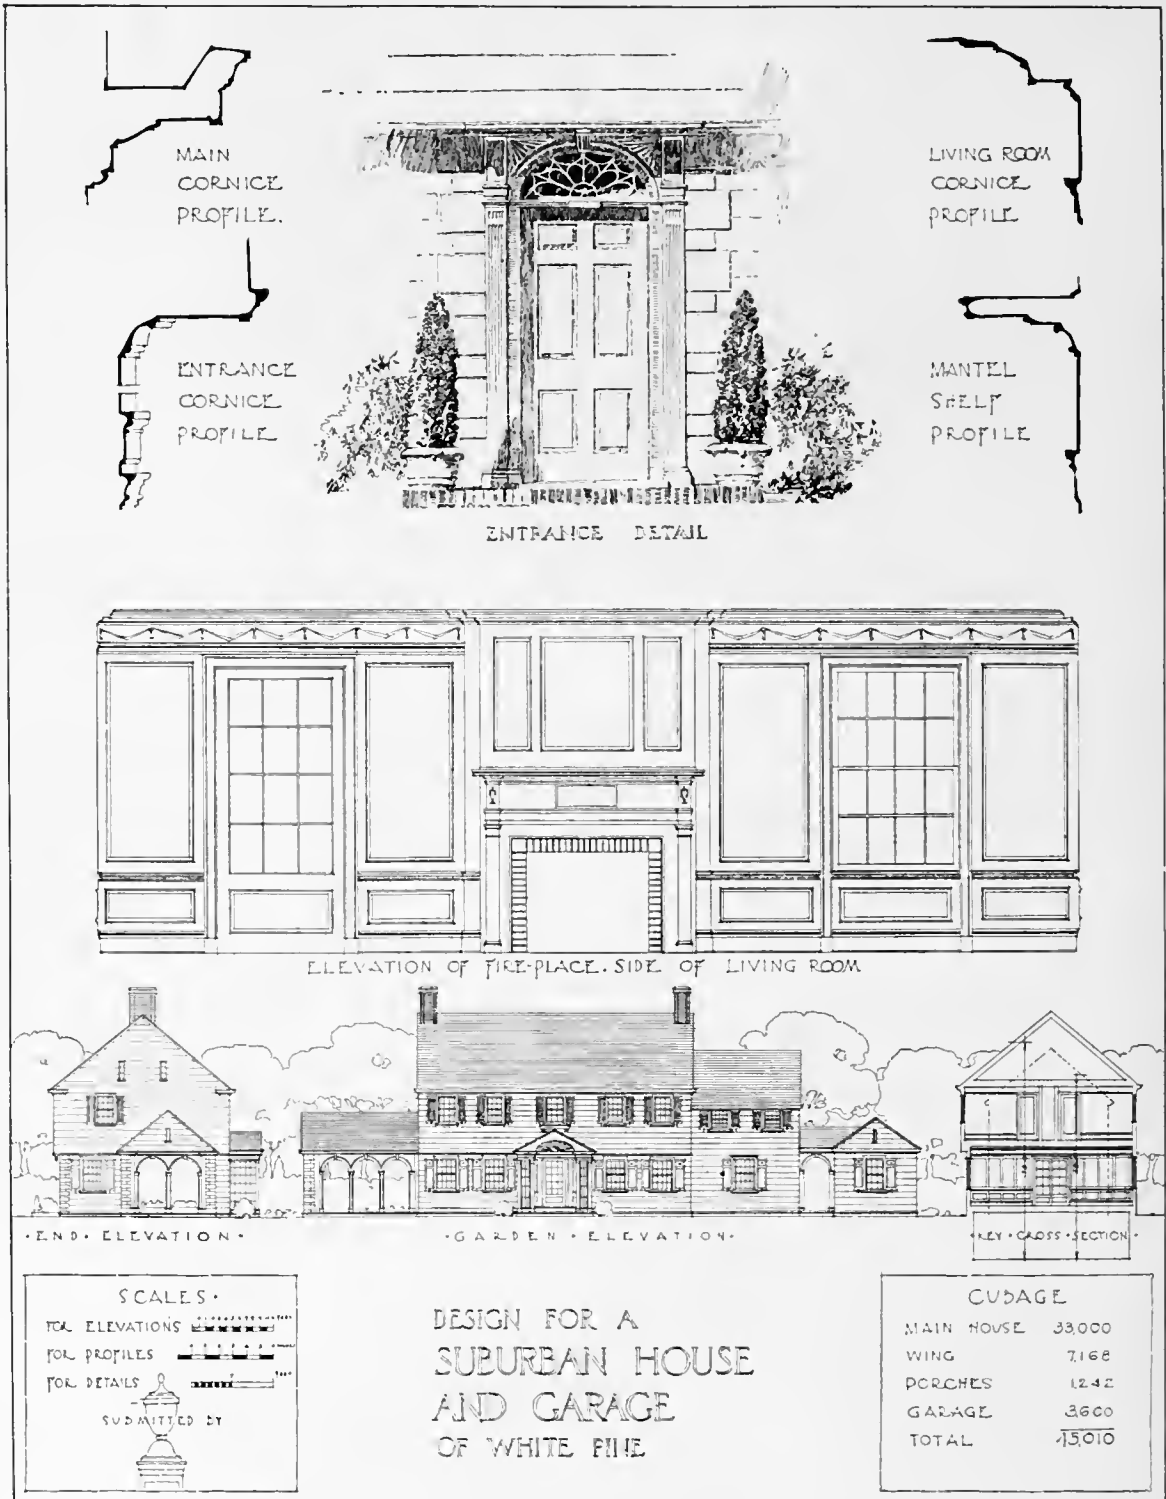 MAIN
CORNICE
PROFILE.
LIVING ROOM
CORNICE
PROFILE
ENTRANCE
CORNICE
PROFILE
MANTEL
SHELF
PROFILE
ENTRANCE DETAIL
ELEVATION OF FIRE-PLACE. SIDE OF LIVING ROOM
·END· ELEVATION·
·GARDEN·ELEVATION·
·KEY·CROSS·SECTION·
SCALES·
FOR ELEVATIONS
FOR PROFILES
FOR DETAILS
SUBMITTED BY
DESIGN FOR A
SUBURBAN HOUSE
AND GARAGE
OF WHITE PINE
CUBAGE
MAIN HOUSE 33,000
WING 7,168
PORCHES 1,242
GARAGE 3,600
TOTAL 45,010